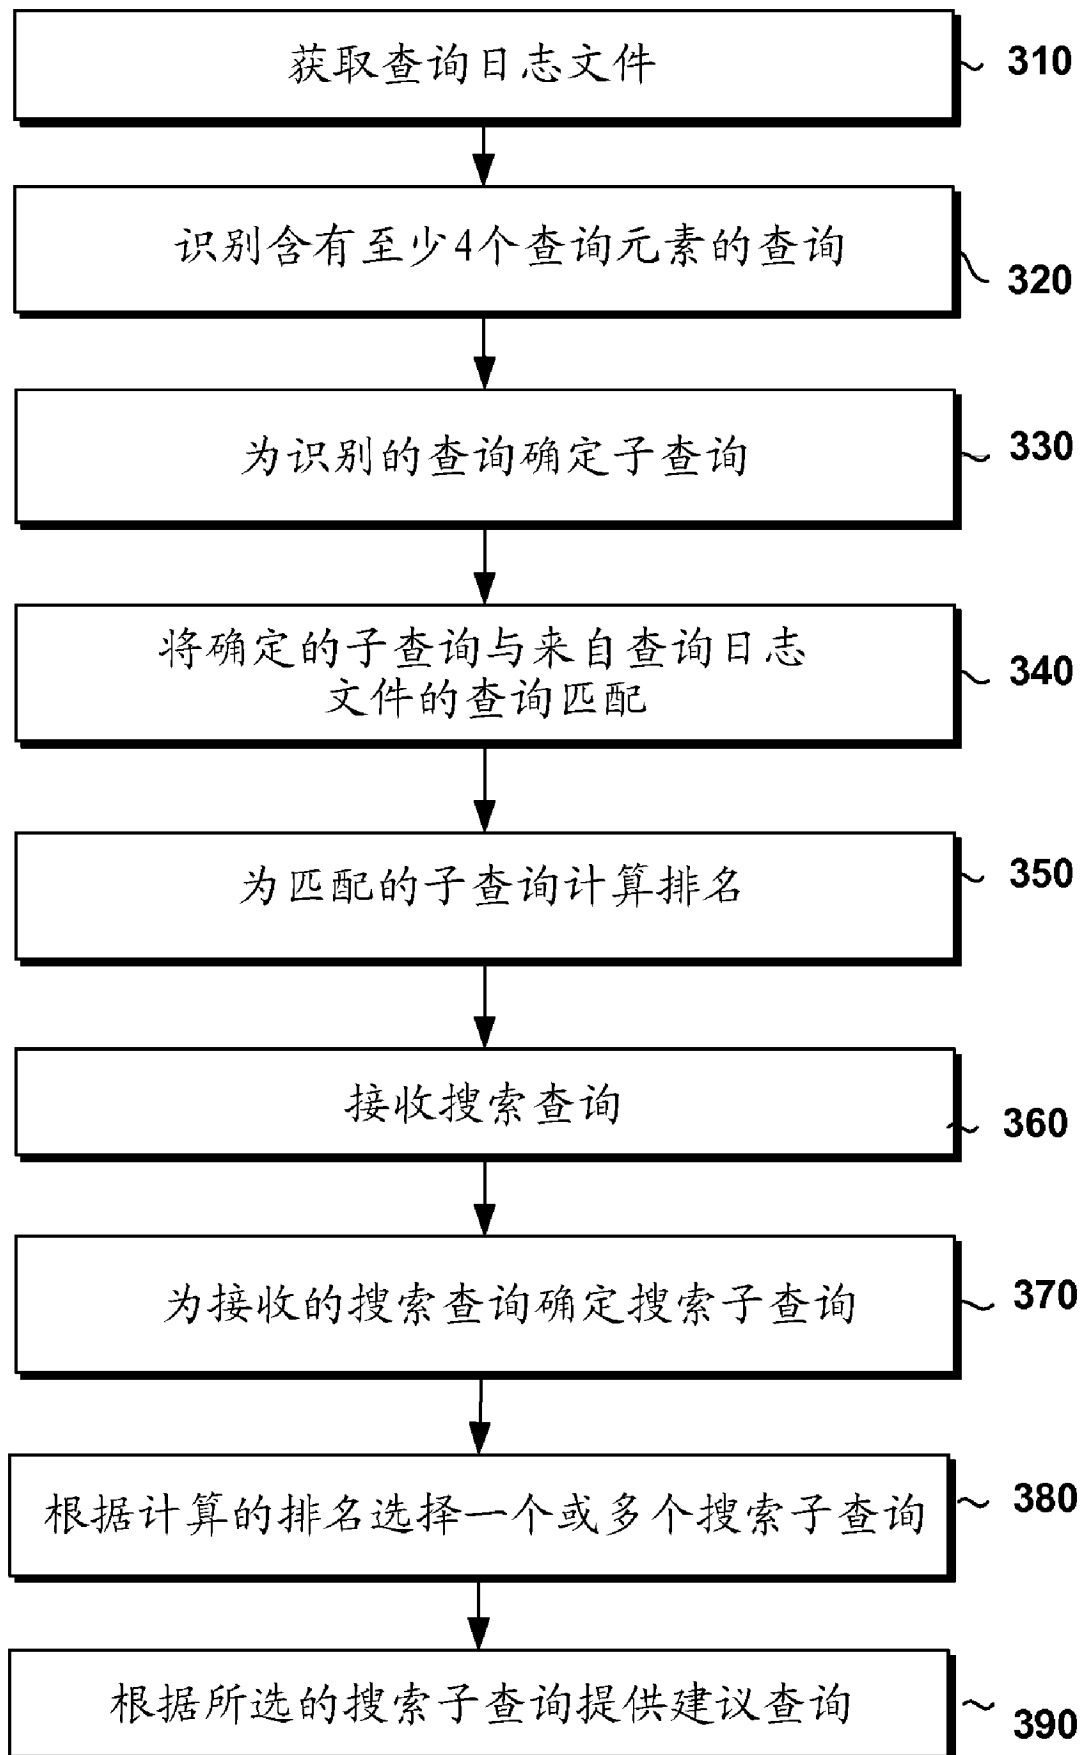 获取查询日志文件
310
识别含有至少4个查询元素的查询
320
为识别的查询确定子查询
330
将确定的子查询与来自查询日志
文件的查询匹配
340
为匹配的子查询计算排名
350
接收搜索查询
360
为接收的搜索查询确定搜索子查询
370
根据计算的排名选择一个或多个搜索子查询
380
根据所选的搜索子查询提供建议查询
390